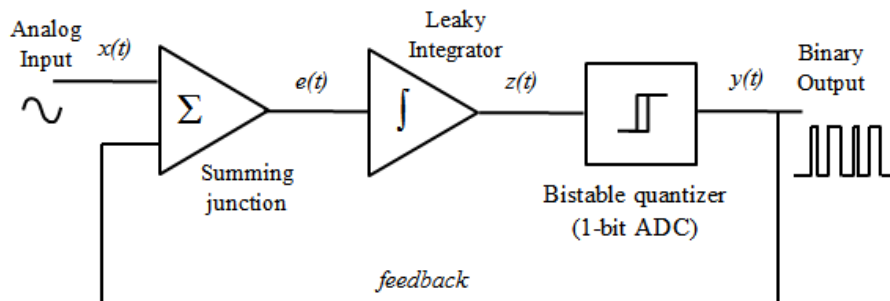 Analog
Input
x(t)
Σ
Summing
junction
e(t)
Leaky
Integrator
∫
z(t)
Bistable quantizer
(1-bit ADC)
y(t)
Binary
Output
feedback